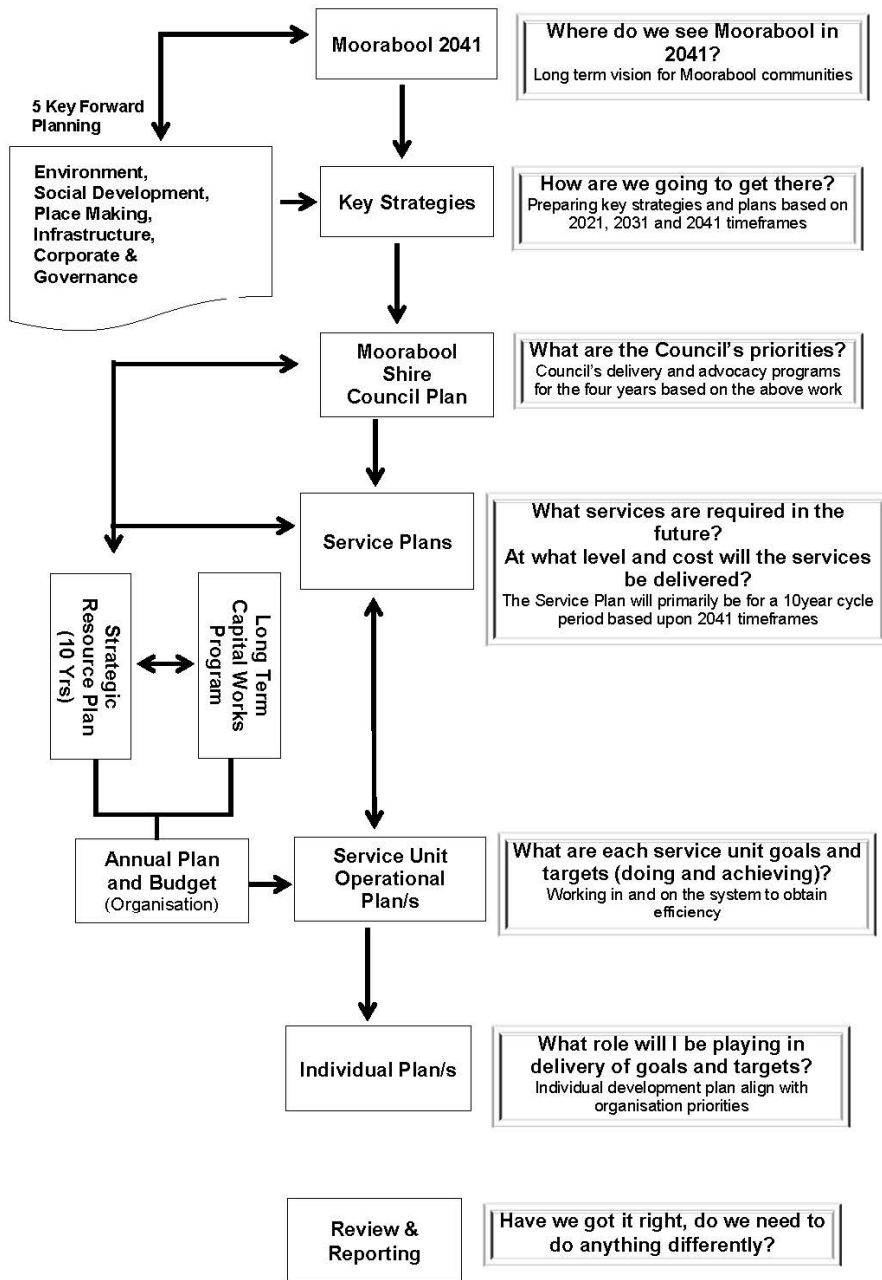 Moorabool 2041
Where do we see Moorabool in
2041?
Long term vision for Moorabool communities
5 Key Forward
Planning
Environment,
Social Development,
Place Making,
Infrastructure,
Corporate &
Governance
Key Strategies
How are we going to get there?
Preparing key strategies and plans based on
2021, 2031 and 2041 timeframes
Moorabool
Shire
Council Plan
What are the Council's priorities?
Council's delivery and advocacy programs
for the four years based on the above work
Service Plans
What services are required in the
future?
At what level and cost will the services
be delivered?
The Service Plan will primarily be for a 10year cycle
period based upon 2041 timeframes
Strategic
Resource Plan
(10 Yrs)
Long Term
Capital Works
Program
Annual Plan
and Budget
(Organisation)
Service Unit
Operational
Plan/s
What are each service unit goals and
targets (doing and achieving)?
Working in and on the system to obtain
efficiency
Individual Plan/s
What role will I be playing in
delivery of goals and targets?
Individual development plan align with
organisation priorities
Review &
Reporting
Have we got it right, do we need to
do anything differently?